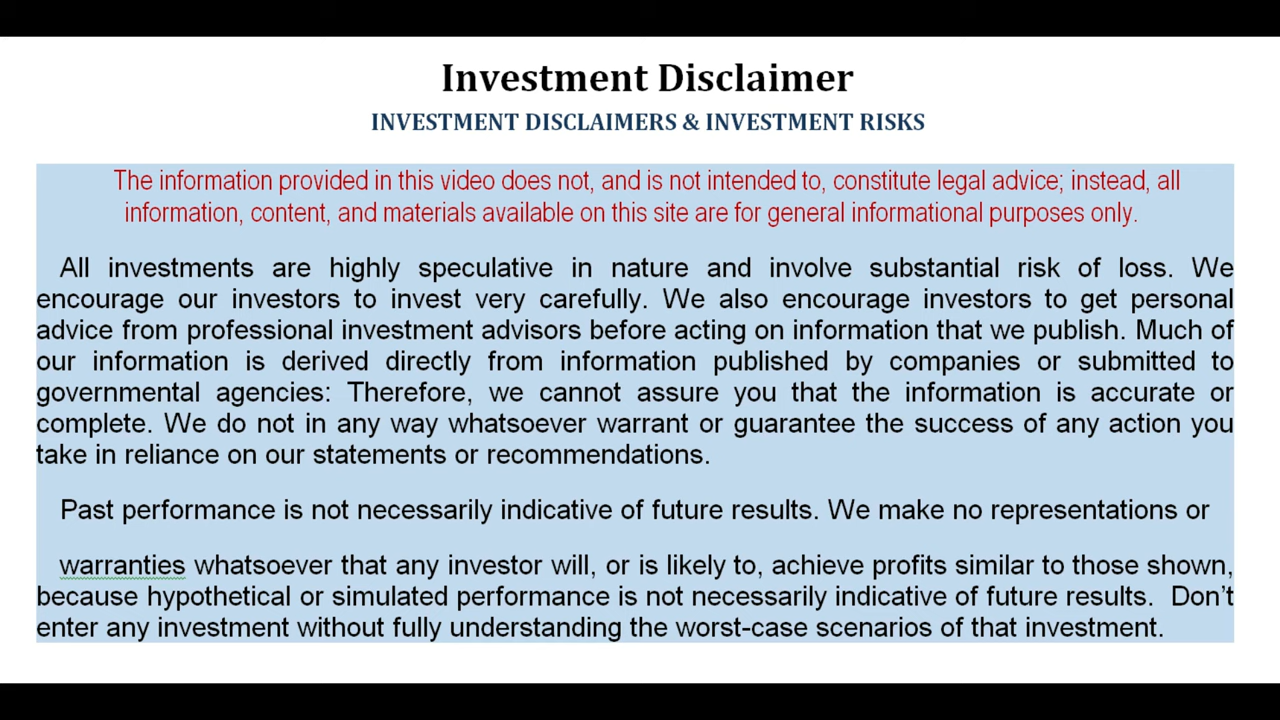 Investment Disclaimer
INVESTMENT DISCLAIMERS & INVESTMENT RISKS
The information provided in this video does not, and is not intended to, constitute legal advice; instead, all
information, content, and materials available on this site are for general informational purposes only.
All investments are highly speculative in nature and involve substantial risk of loss. We
encourage our investors to invest very carefully. We also encourage investors to get personal
advice from professional investment advisors before acting on information that we publish. Much of
our information is derived directly from information published by companies or submitted to
governmental agencies: Therefore, we cannot assure you that the information is accurate or
complete. We do not in any way whatsoever warrant or guarantee the success of any action you
take in reliance on our statements or recommendations.
Past performance is not necessarily indicative of future results. We make no representations or
warranties whatsoever that any investor will, or is likely to, achieve profits similar to those shown,
because hypothetical or simulated performance is not necessarily indicative of future results.  Don’t
enter any investment without fully understanding the worst-case scenarios of that investment.